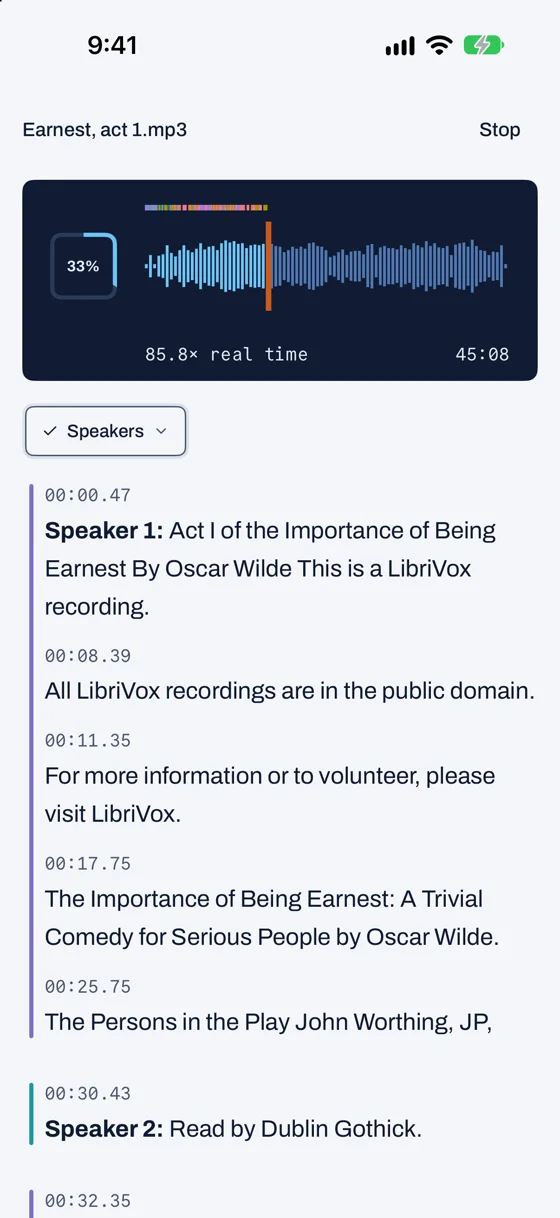 9:41
Earnest, act 1.mp3
Stop
33%
85.8× real time
45:08
Speakers
00:00.47
Speaker 1: Act I of the Importance of Being
Earnest By Oscar Wilde This is a LibriVox
recording.
00:08.39
All LibriVox recordings are in the public domain.
00:11.35
For more information or to volunteer, please
visit LibriVox.
00:17.75
The Importance of Being Earnest: A Trivial
Comedy for Serious People by Oscar Wilde.
00:25.75
The Persons in the Play John Worthing, JP,
00:30.43
Speaker 2: Read by Dublin Gothick.
00:32.35